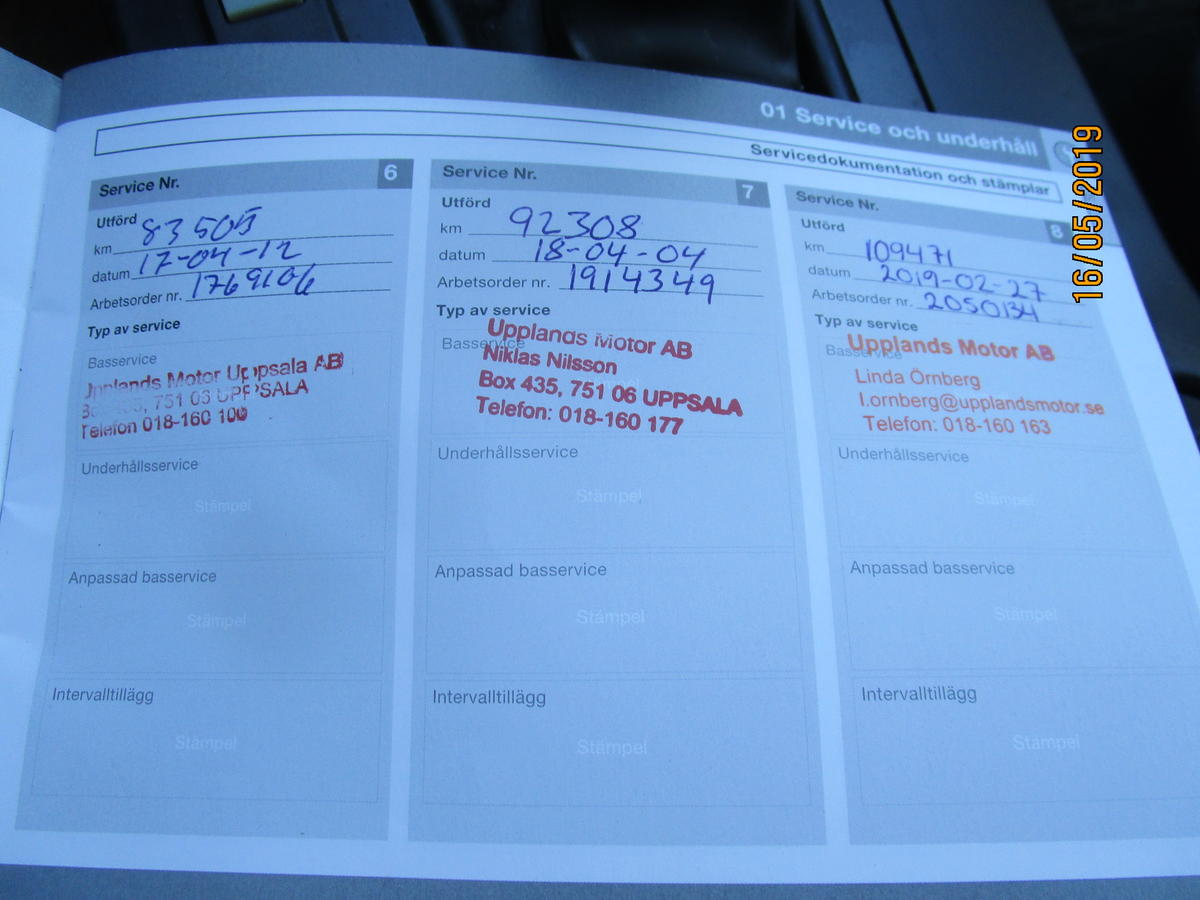 01 Service och underhåll
Servicedokumentation och stämplar
Service Nr. 6
Utförd
km 83505
datum 17-04-12
Arbetsorder nr. 1769106
Typ av service
Basservice
Upplands Motor Uppsala AB
Box 435, 751 03 UPPSALA
Telefon 018-160 100
Underhållsservice
Stämpel
Anpassad basservice
Stämpel
Intervalltillägg
Stämpel
Service Nr. 7
Utförd
km 92308
datum 18-04-04
Arbetsorder nr. 1914349
Typ av service
Basservice
Upplands Motor AB
Niklas Nilsson
Box 435, 751 06 UPPSALA
Telefon: 018-160 177
Underhållsservice
Stämpel
Anpassad basservice
Stämpel
Intervalltillägg
Stämpel
Service Nr. 8
Utförd
km 109471
datum 2019-02-27
Arbetsorder nr. 2050134
Typ av service
Basservice
Upplands Motor AB
Linda Örnberg
l.ornberg@upplandsmotor.se
Telefon: 018-160 163
Underhållsservice
Stämpel
Anpassad basservice
Stämpel
Intervalltillägg
Stämpel
16/05/2019